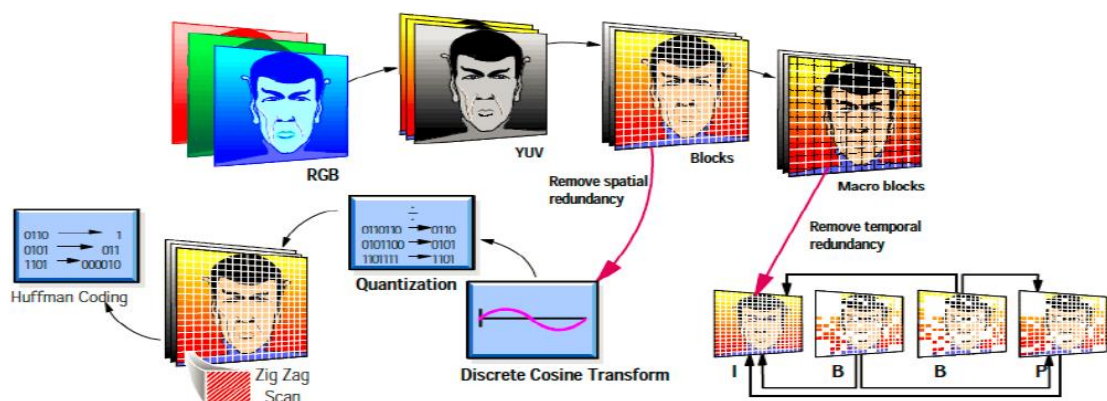 RGB
YUV
Blocks
Macro blocks
Remove spatial
redundancy
Remove temporal
redundancy
0110 1
0101 011
1101 000010
Huffman Coding
÷
0110110 0110
0101100 0101
1101111 1101
Quantization
Zig Zag
Scan
Discrete Cosine Transform
I B B P